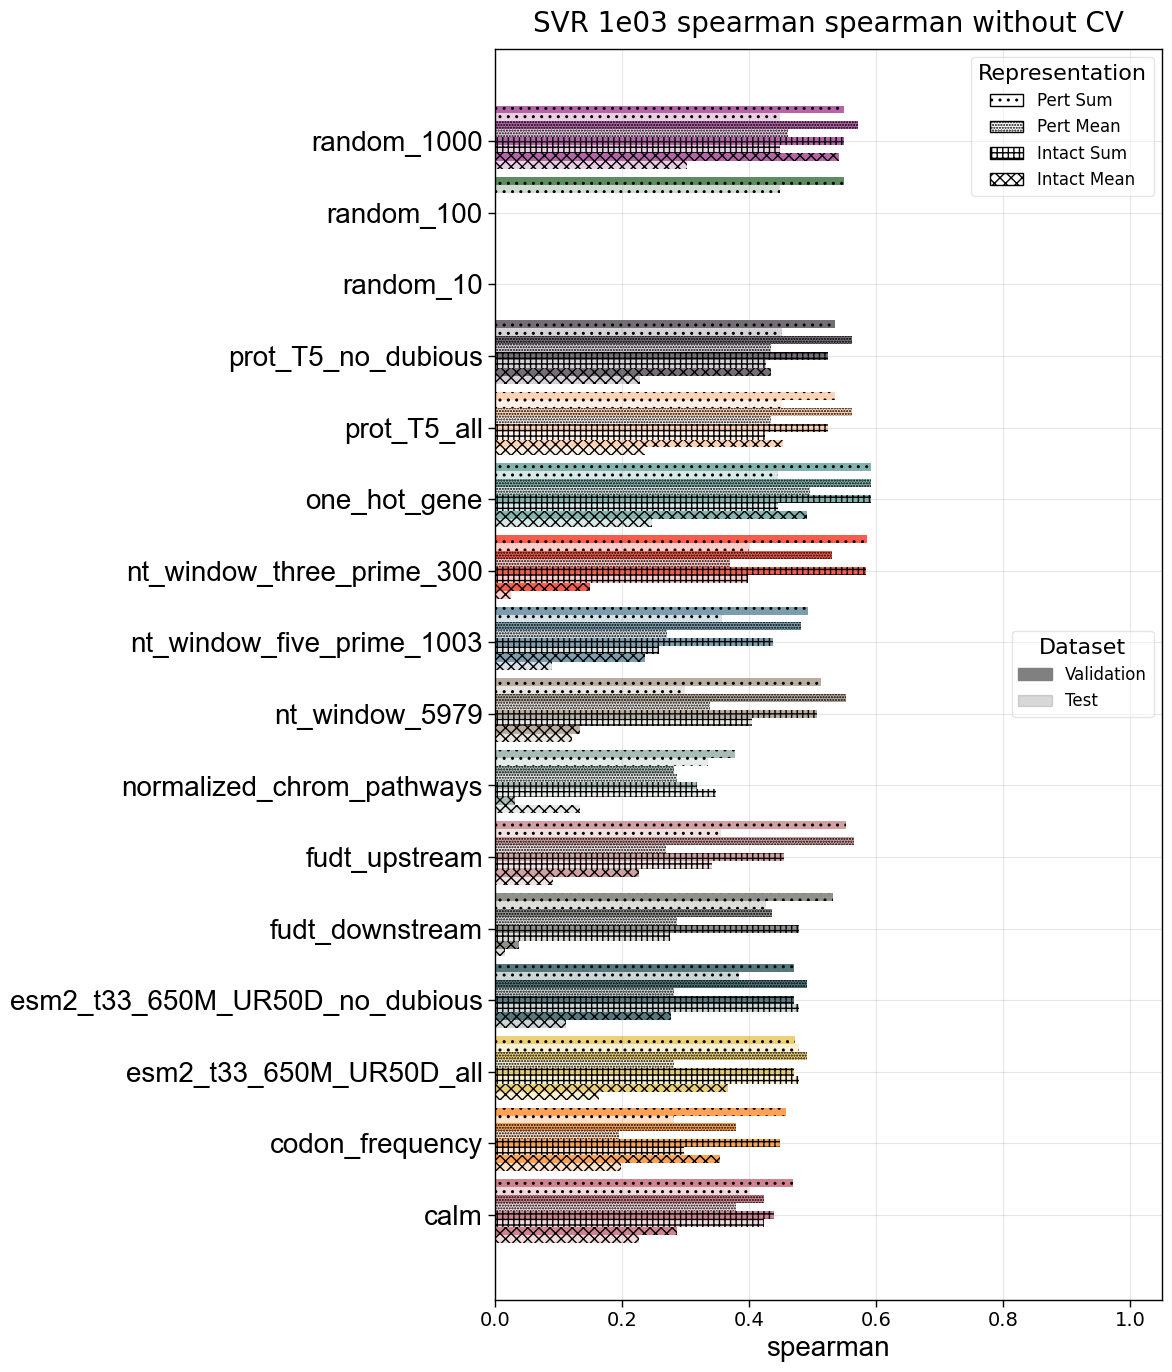 SVR 1e03 spearman spearman without CV
Representation
Pert Sum
Pert Mean
Intact Sum
Intact Mean
random_1000
random_100
random_10
prot_T5_no_dubious
prot_T5_all
one_hot_gene
nt_window_three_prime_300
nt_window_five_prime_1003
nt_window_5979
normalized_chrom_pathways
fudt_upstream
fudt_downstream
esm2_t33_650M_UR50D_no_dubious
esm2_t33_650M_UR50D_all
codon_frequency
calm
Dataset
Validation
Test
0.0 0.2 0.4 0.6 0.8 1.0
spearman